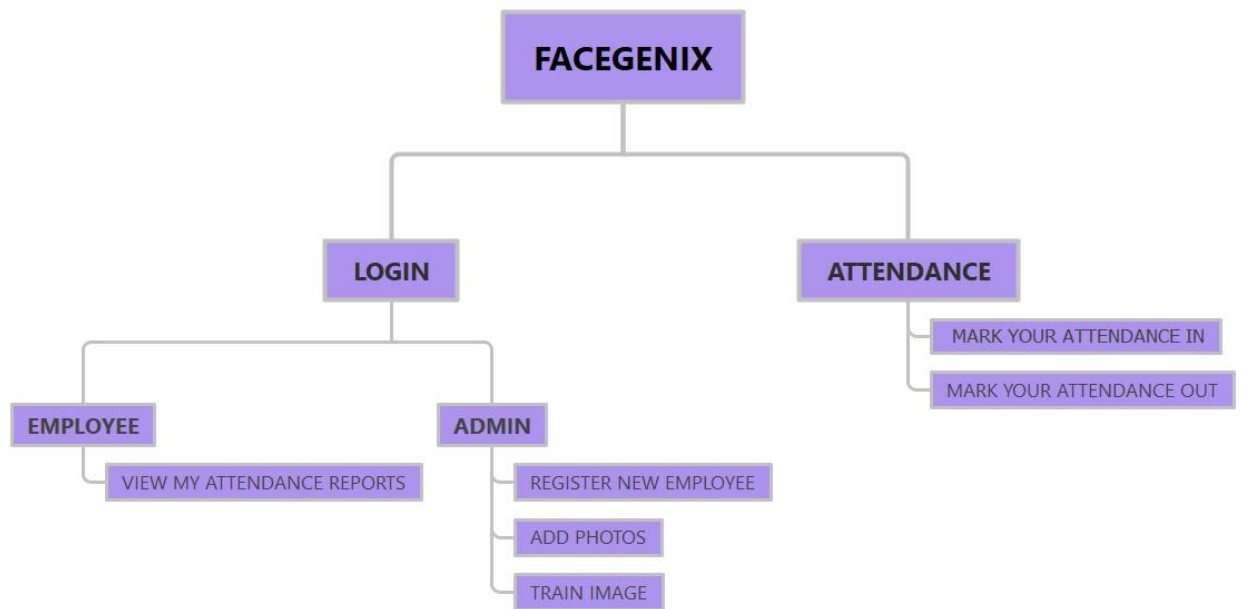 FACEGENIX
LOGIN
ATTENDANCE
MARK YOUR ATTENDANCE IN
MARK YOUR ATTENDANCE OUT
EMPLOYEE
ADMIN
VIEW MY ATTENDANCE REPORTS
REGISTER NEW EMPLOYEE
ADD PHOTOS
TRAIN IMAGE